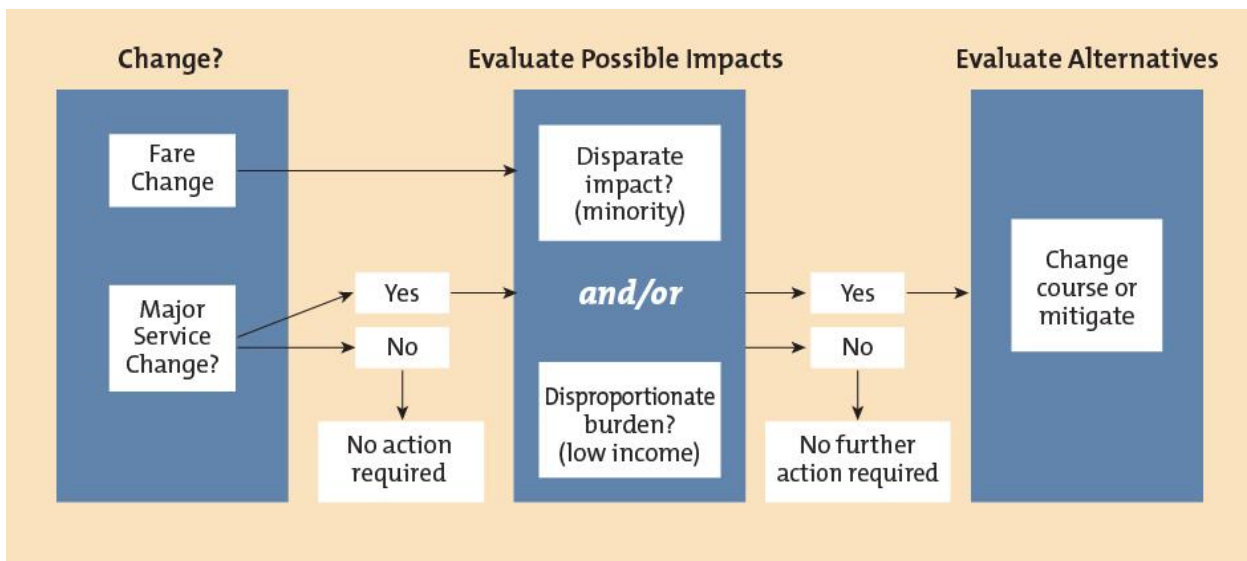 Change?
Evaluate Possible Impacts
Evaluate Alternatives
Fare
Change
Disparate
impact?
(minority)
Major
Service
Change?
Yes
No
No action
required
and/or
Disproportionate
burden?
(low income)
Yes
No
No further
action required
Change
course or
mitigate